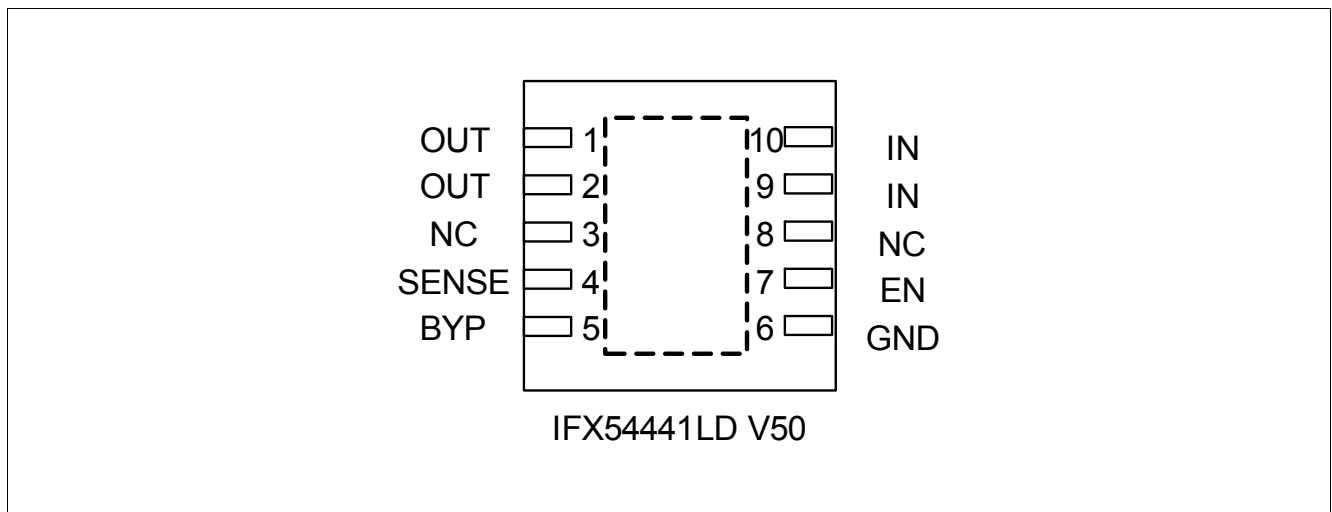 OUT 1 10 IN
OUT 2 9 IN
NC 3 8 NC
SENSE 4 7 EN
BYP 5 6 GND
IFX54441LD V50